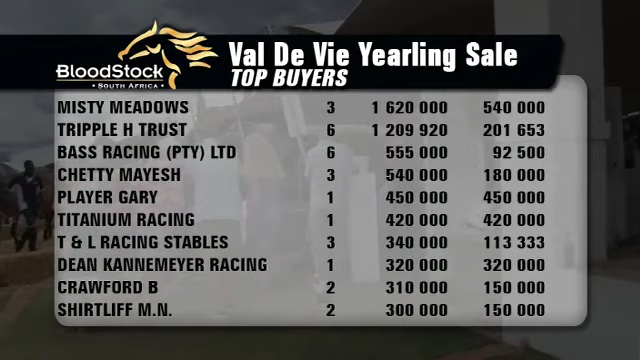 BLOODSTOCK
• SOUTH AFRICA •
Val De Vie Yearling Sale
TOP BUYERS
MISTY MEADOWS 3 1 620 000 540 000
TRIPPLE H TRUST 6 1 209 920 201 653
BASS RACING (PTY) LTD 6 555 000 92 500
CHETTY MAYESH 3 540 000 180 000
PLAYER GARY 1 450 000 450 000
TITANIUM RACING 1 420 000 420 000
T & L RACING STABLES 3 340 000 113 333
DEAN KANNEMEYER RACING 1 320 000 320 000
CRAWFORD B 2 310 000 150 000
SHIRTLIFF M.N. 2 300 000 150 000